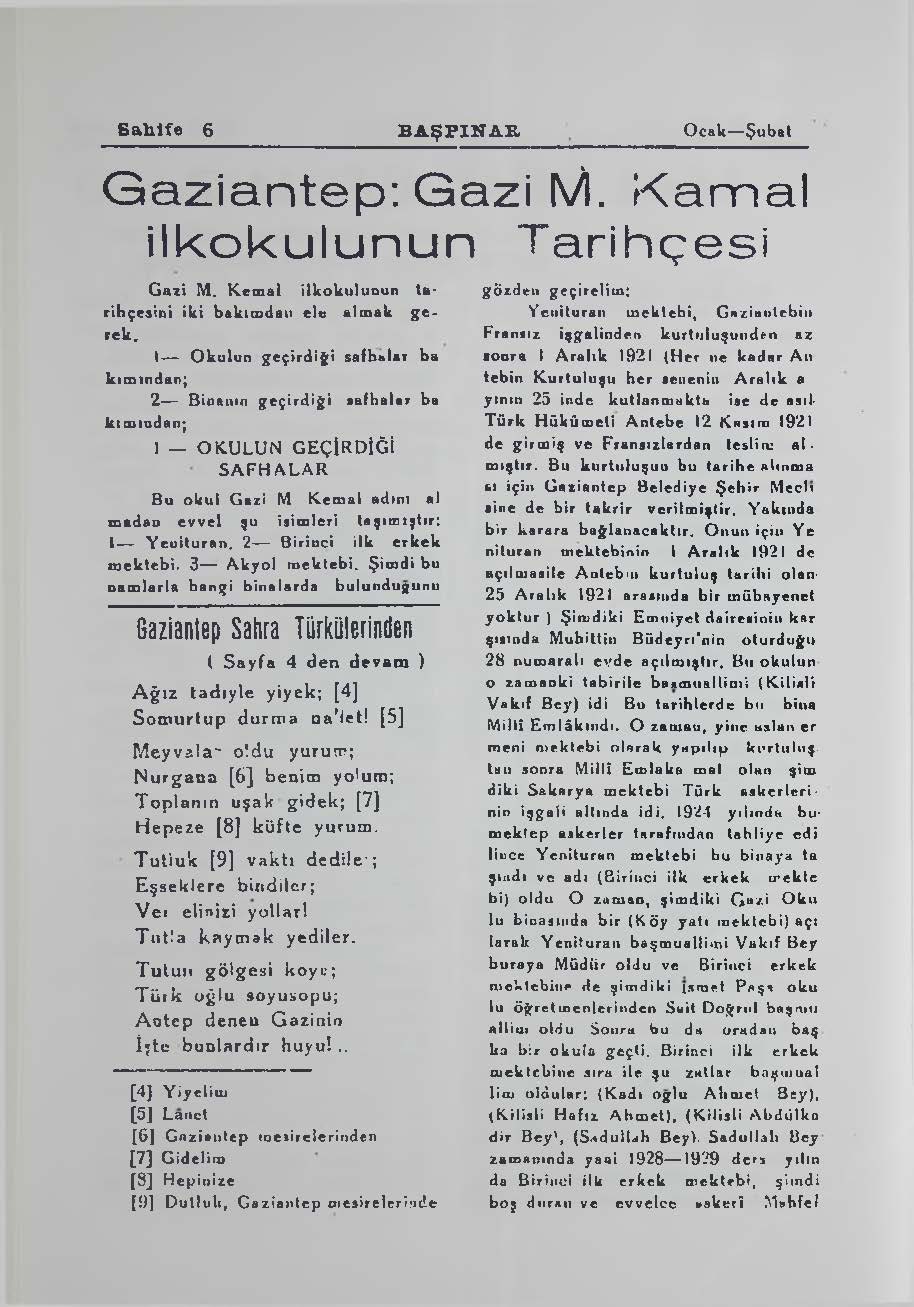 Sahife 6 BAŞPINAR Ocak—Şubat
Gaziantep: Gazi M. Kamal
ilkokulunun Tarihçesi
Gazi M. Kemal ilkokulunun ta-
rihçesini iki bakımdan ele almak ge-
rek.
1— Okulun geçirdiği safhalar ba
kımından;
2— Binanın geçirdiği safhalar ba
kımından;
1 — OKULUN GEÇİRDİĞİ
SAFHALAR
Bu okul Gazi M Kemal adını al
madan evvel şu isimleri taşımıştır:
1— Yenituran. 2— Birinci ilk erkek
mektebi. 3— Akyol mektebi. Şimdi bu
namlarla hangi binalarda bulunduğunu
Gaziantep Sahra Türkülerinden
( Sayfa 4 den devam )
Ağız tadıyle yiyek; [4]
Somurtup durma na'let! [5]
Meyvalar oldu yurum;
Nurgana [6] benim yolum;
Toplanın uşak gidek; [7]
Hepeze [8] küfte yurum.
Tutluk [9] vaktı dediler;
Eşseklere bindiler;
Ver elinizi yollar!
Tutla kaymak yediler.
Tutun gölgesi koyu;
Türk oğlu soyusopu;
Antep denen Gazinin
İşte bunlardır huyu!..
[4] Yiyelim
[5] Lânet
[6] Gaziantep mesirelerinden
[7] Gidelim
[8] Hepinize
[9] Dutluk, Gaziantep mesirelerinde
gözden geçirelim:
Yenituran mektebi, Gaziantebin
Fransız işgalinden kurtuluşunden az
sonra 1 Aralık 1921 (Her ne kadar An
tebin Kurtuluşu her senenin Aralık a
yının 25 inde kutlanmakta ise de asıl
Türk Hükûmeti Antebe 12 Kasım 1921
de girmiş ve Fransızlardan teslim al-
mıştır. Bu kurtuluşun bu tarihe alınma
sı için Gaziantep Belediye Şehir Mecli
sine de bir takrir verilmiştir. Yakında
bir karara bağlanacaktır. Onun için Ye
nituran mektebinin 1 Aralık 1921 de
açılmasile Antebin kurtuluş tarihi olan
25 Aralık 1921 arasında bir mübayenet
yoktur ) Şimdiki Emniyet dairesinin kar
şısında Muhittin Büdeyri'nin oturduğu
28 numaralı evde açılmıştır. Bu okulun
o zamanki tabirile başmuallimi (Kilisli
Vakıf Bey) idi Bu tarihlerde bu bina
Millî Emlâkındı. O zaman, yine aslan er
meni mektebi olarak yapılıp kurtuluş
tan sonra Millî Emlake mal olan şim
diki Sakarya mektebi Türk askerleri-
nin işgali altında idi. 1924 yılında bu-
mektep askerler tarafından tahliye edi
lince Yenituran mektebi bu binaya ta
şındı ve adı (Birinci ilk erkek mekte
bi) oldu O zaman, şimdiki Gazi Oku
lu binasında bir (Köy yatı mektebi) açı
larak Yenituran başmuallimi Vakıf Bey
buraya Müdür oldu ve Birinci erkek
mektebine de şimdiki İsmet Paşa oku
lu öğretmenlerinden Sait Doğrul başmu
allim oldu Sonra bu da oradan baş
ka bir okula geçti. Birinci ilk erkek
mektebine sıra ile şu zatlar başmual
lim oldular; (Kadı oğlu Ahmet Bey),
(Kilisli Hafız Ahmet), (Kilisli Abdülka
dir Bey), (Sadullah Bey). Sadullah Bey
zamanında yani 1928—1929 ders yılın
da Birinci ilk erkek mektebi, şimdi
boş duran ve evvelce askerî Mahfel